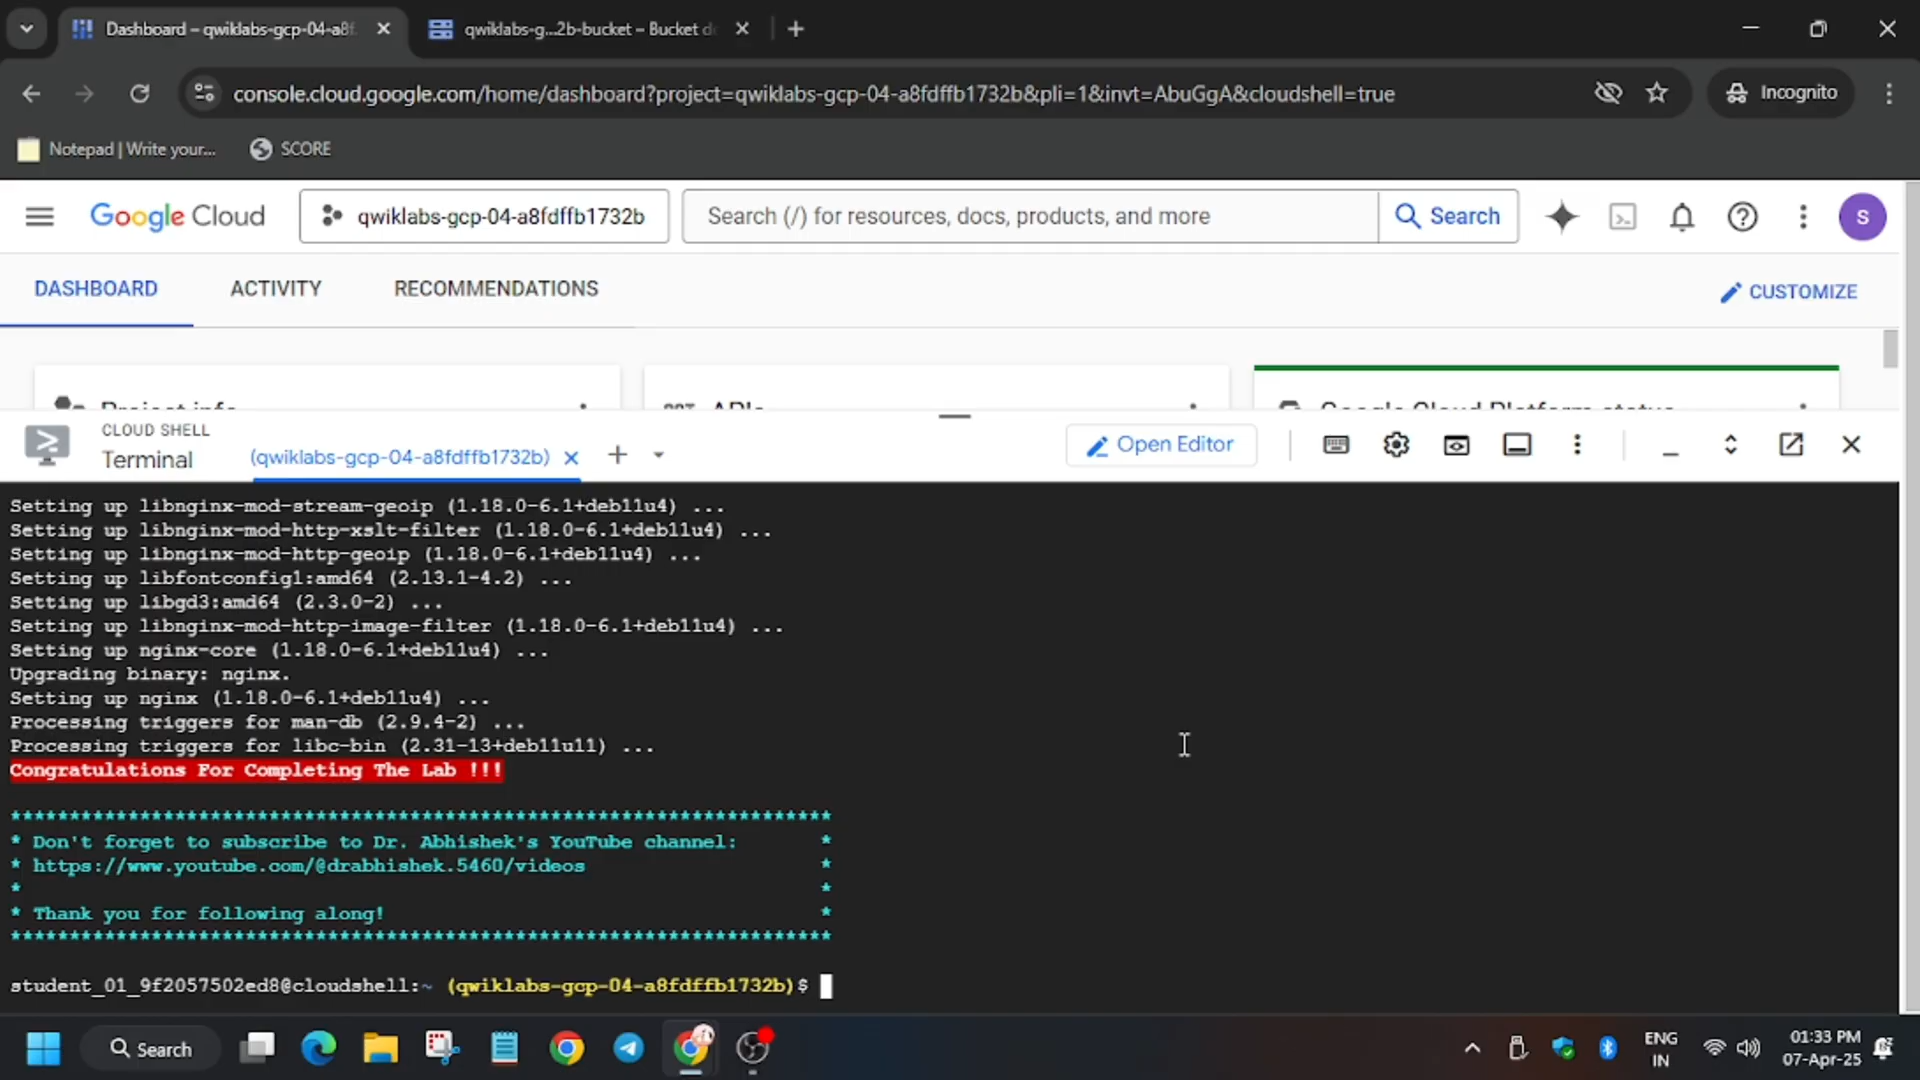 Dashboard – qwiklabs-gcp-04-a8f
qwiklabs-g...2b-bucket – Bucket d
console.cloud.google.com/home/dashboard?project=qwiklabs-gcp-04-a8fdffb1732b&pli=1&invt=AbuGgA&cloudshell=true
Incognito
Notepad | Write your...
SCORE
Google Cloud
qwiklabs-gcp-04-a8fdffb1732b
Search (/) for resources, docs, products, and more
Search
S
DASHBOARD
ACTIVITY
RECOMMENDATIONS
CUSTOMIZE
Project info
APIs
Google Cloud Platform status
CLOUD SHELL
Terminal
(qwiklabs-gcp-04-a8fdffb1732b)
Open Editor
Setting up libnginx-mod-stream-geoip (1.18.0-6.1+deb11u4) ...
Setting up libnginx-mod-http-xslt-filter (1.18.0-6.1+deb11u4) ...
Setting up libnginx-mod-http-geoip (1.18.0-6.1+deb11u4) ...
Setting up libfontconfig1:amd64 (2.13.1-4.2) ...
Setting up libgd3:amd64 (2.3.0-2) ...
Setting up libnginx-mod-http-image-filter (1.18.0-6.1+deb11u4) ...
Setting up nginx-core (1.18.0-6.1+deb11u4) ...
Upgrading binary: nginx.
Setting up nginx (1.18.0-6.1+deb11u4) ...
Processing triggers for man-db (2.9.4-2) ...
Processing triggers for libc-bin (2.31-13+deb11u11) ...
Congratulations For Completing The Lab !!!
**********************************************************************
* Don't forget to subscribe to Dr. Abhishek's YouTube channel: *
* https://www.youtube.com/@drabhishek.5460/videos *
* *
* Thank you for following along! *
**********************************************************************
student_01_9f2057502ed8@cloudshell:~ (qwiklabs-gcp-04-a8fdffb1732b)$
Search
ENG
IN
01:33 PM
07-Apr-25